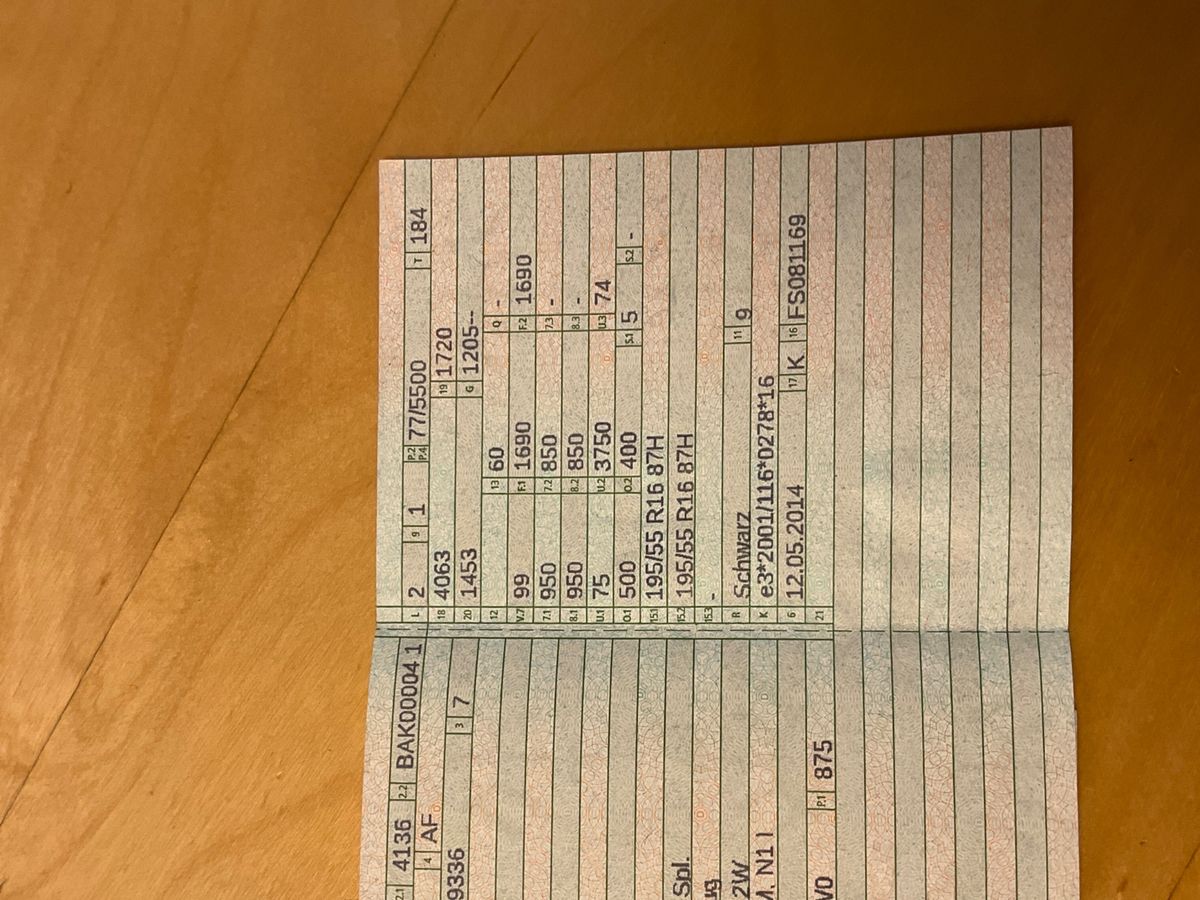 2.1 4136 2.2 BAK00004 1
4 AF
9336 3 7
Spl.
2W
N1 I
V0 P.1 875
L 2 9 1 P.2 P.4 77/5500 T 184
18 4063 19 1720
20 1453 G 1205--
12 13 60 Q -
V.7 99 F.1 1690 F.2 1690
7.1 950 7.2 850 7.3 -
8.1 950 8.2 850 8.3 -
U.1 75 U.2 3750 U.3 74
O.1 500 O.2 400 S.1 5 S.2 -
15.1 195/55 R16 87H
15.2 195/55 R16 87H
15.3 -
R Schwarz 11 9
K e3*2001/116*0278*16
6 12.05.2014 17 K 16 FS081169
21